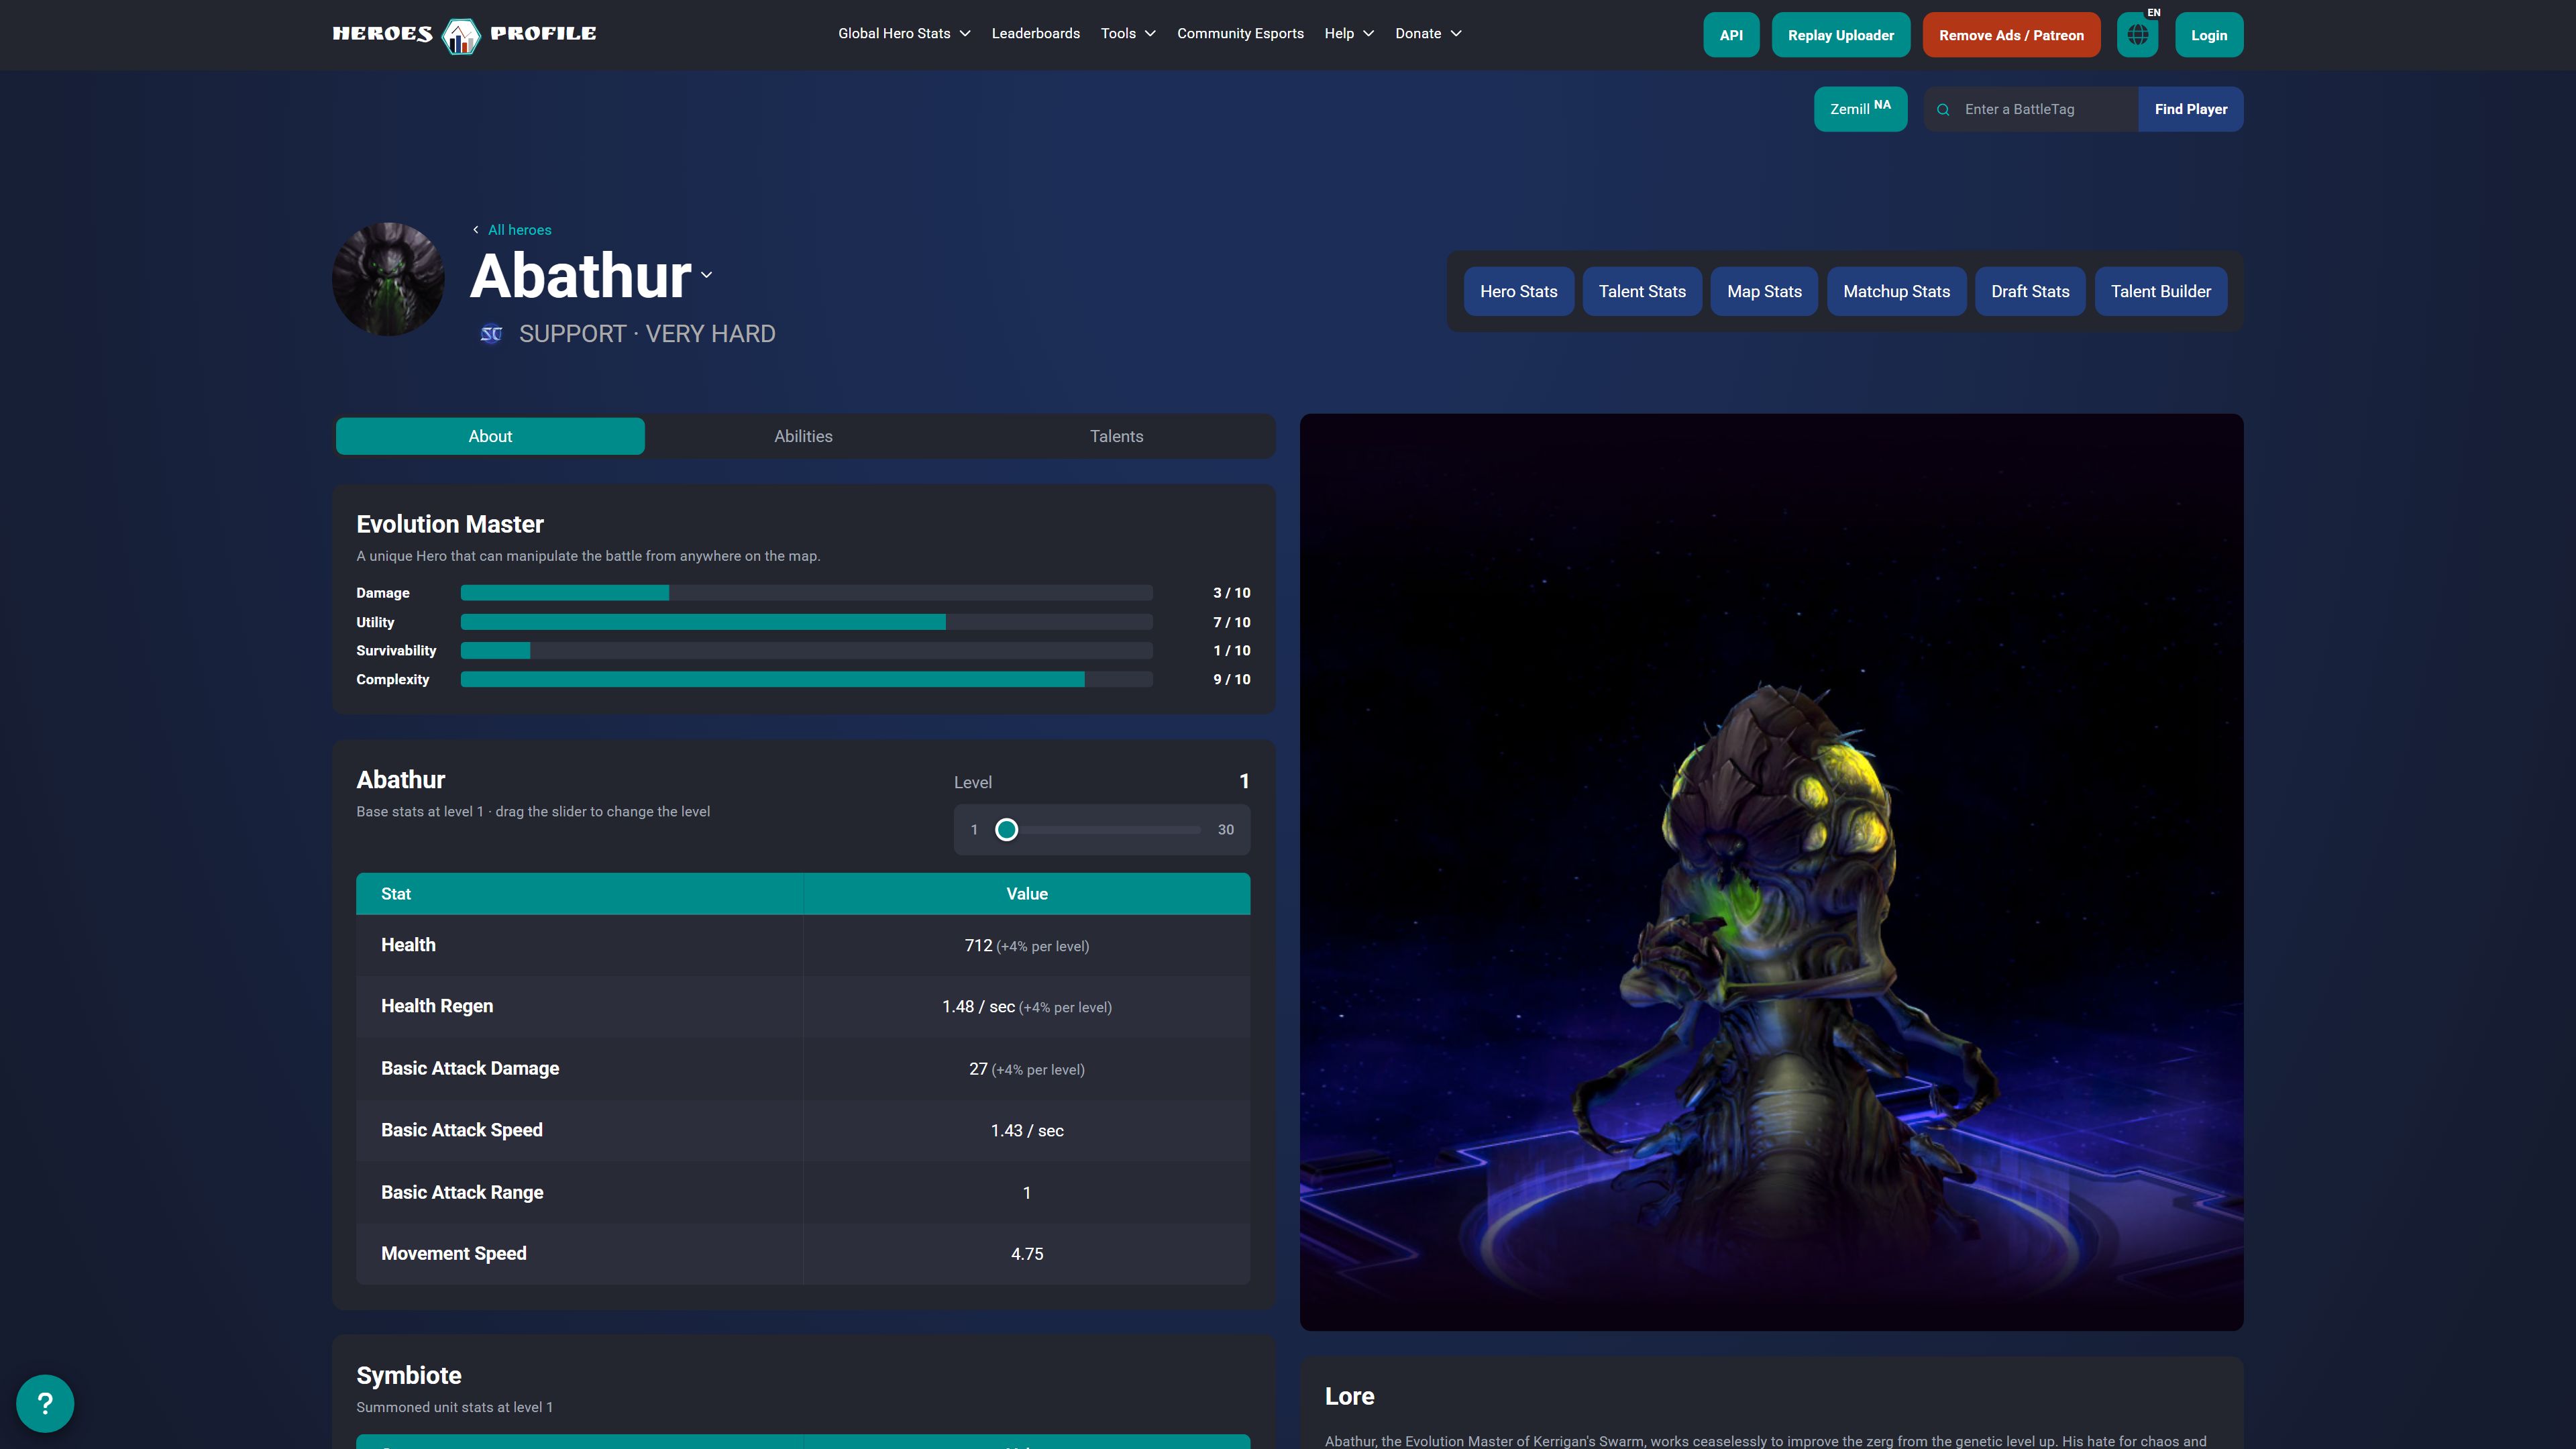 HEROES PROFILE
Global Hero Stats
Leaderboards
Tools
Community Esports
Help
Donate
API
Replay Uploader
Remove Ads / Patreon
EN
Login
Zemill NA
Enter a BattleTag
Find Player
All heroes
Abathur
SUPPORT · VERY HARD
Hero Stats
Talent Stats
Map Stats
Matchup Stats
Draft Stats
Talent Builder
About
Abilities
Talents
Evolution Master
A unique Hero that can manipulate the battle from anywhere on the map.
Damage 3 / 10
Utility 7 / 10
Survivability 1 / 10
Complexity 9 / 10
Abathur
Base stats at level 1 · drag the slider to change the level
Level 1
1 30
Stat Value
Health 712 (+4% per level)
Health Regen 1.48 / sec (+4% per level)
Basic Attack Damage 27 (+4% per level)
Basic Attack Speed 1.43 / sec
Basic Attack Range 1
Movement Speed 4.75
Symbiote
Summoned unit stats at level 1
?
Lore
Abathur, the Evolution Master of Kerrigan's Swarm, works ceaselessly to improve the zerg from the genetic level up. His hate for chaos and